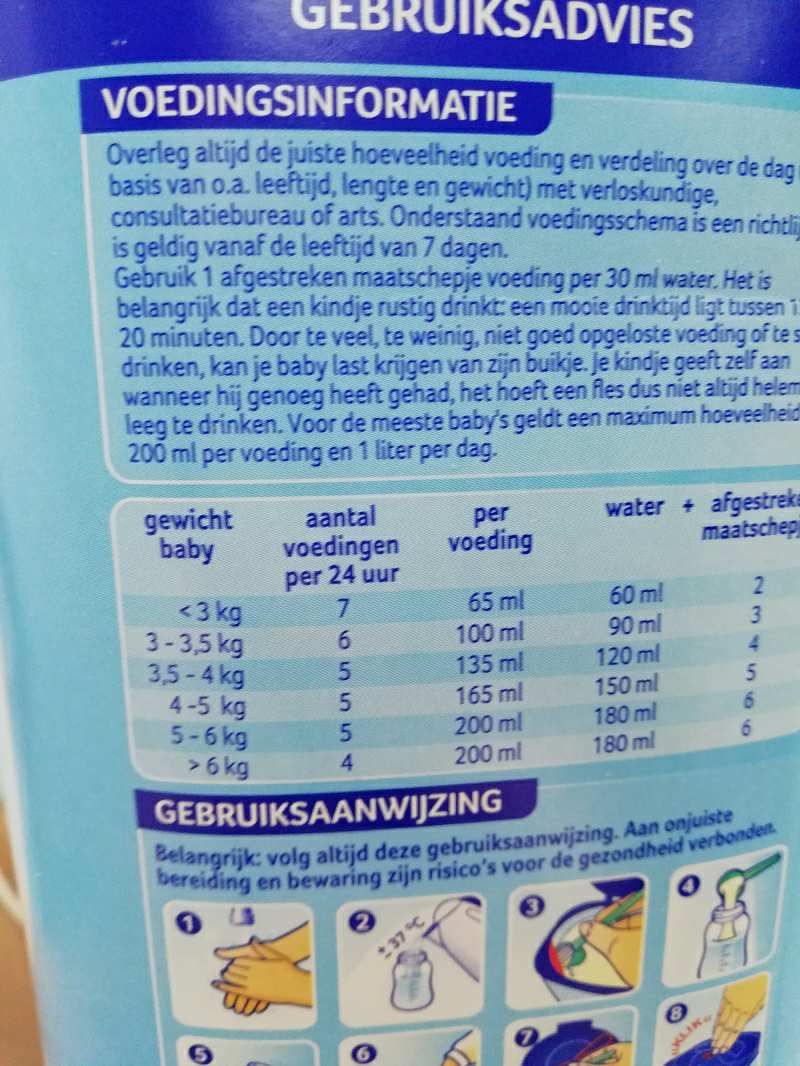 GEBRUIKSADVIES
VOEDINGSINFORMATIE
Overleg altijd de juiste hoeveelheid voeding en verdeling over de dag
basis van o.a. leeftijd, lengte en gewicht) met verloskundige,
consultatiebureau of arts. Onderstaand voedingsschema is een
is geldig vanaf de leeftijd van 7 dagen.
Gebruik 1 afgestreken maatschepje voeding per 30 ml water. Het is
belangrijk dat een kindje rustig drinkt: een mooie drinktijd ligt tussen
20 minuten. Door te veel, te weinig, niet goed opgeloste voeding of te
drinken, kan je baby last krijgen van zijn buikje. Je kindje geeft zelf aan
wanneer hij genoeg heeft gehad, het hoeft een fles dus niet altijd
leeg te drinken. Voor de meeste baby's geldt een maximum hoeveelheid
200 ml per voeding en 1 liter per dag.
gewicht baby aantal voedingen per 24 uur per voeding water +
< 3 kg 7 65 ml 60 ml 2
3 - 3,5 kg 6 100 ml 90 ml 3
3,5 - 4 kg 5 135 ml 120 ml 4
4 -5 kg 5 165 ml 150 ml 5
5 - 6 kg 5 200 ml 180 ml 6
> 6 kg 4 200 ml 180 ml 6
GEBRUIKSAANWIJZING
Belangrijk: volg altijd deze gebruiksaanwijzing. Aan onjuiste
bereiding en bewaring zijn risico's voor de gezondheid verbonden.
1 2 3 4
± 37 °C
5 6 7 8
KLIK